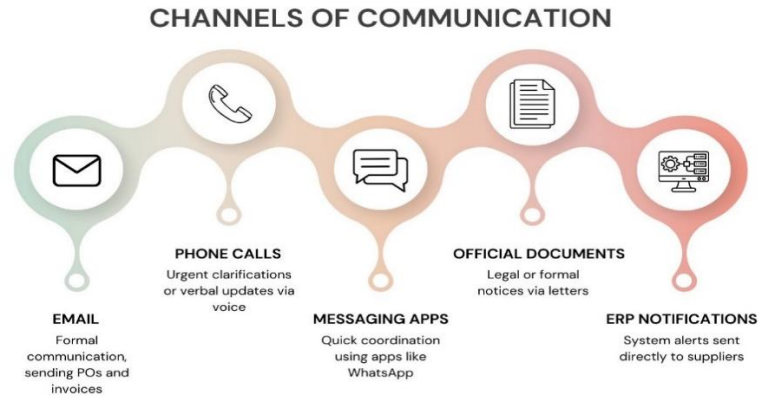 CHANNELS OF COMMUNICATION
EMAIL
Formal
communication,
sending POs and
invoices
PHONE CALLS
Urgent clarifications
or verbal updates via
voice
MESSAGING APPS
Quick coordination
using apps like
WhatsApp
OFFICIAL DOCUMENTS
Legal or formal
notices via letters
ERP NOTIFICATIONS
System alerts sent
directly to suppliers